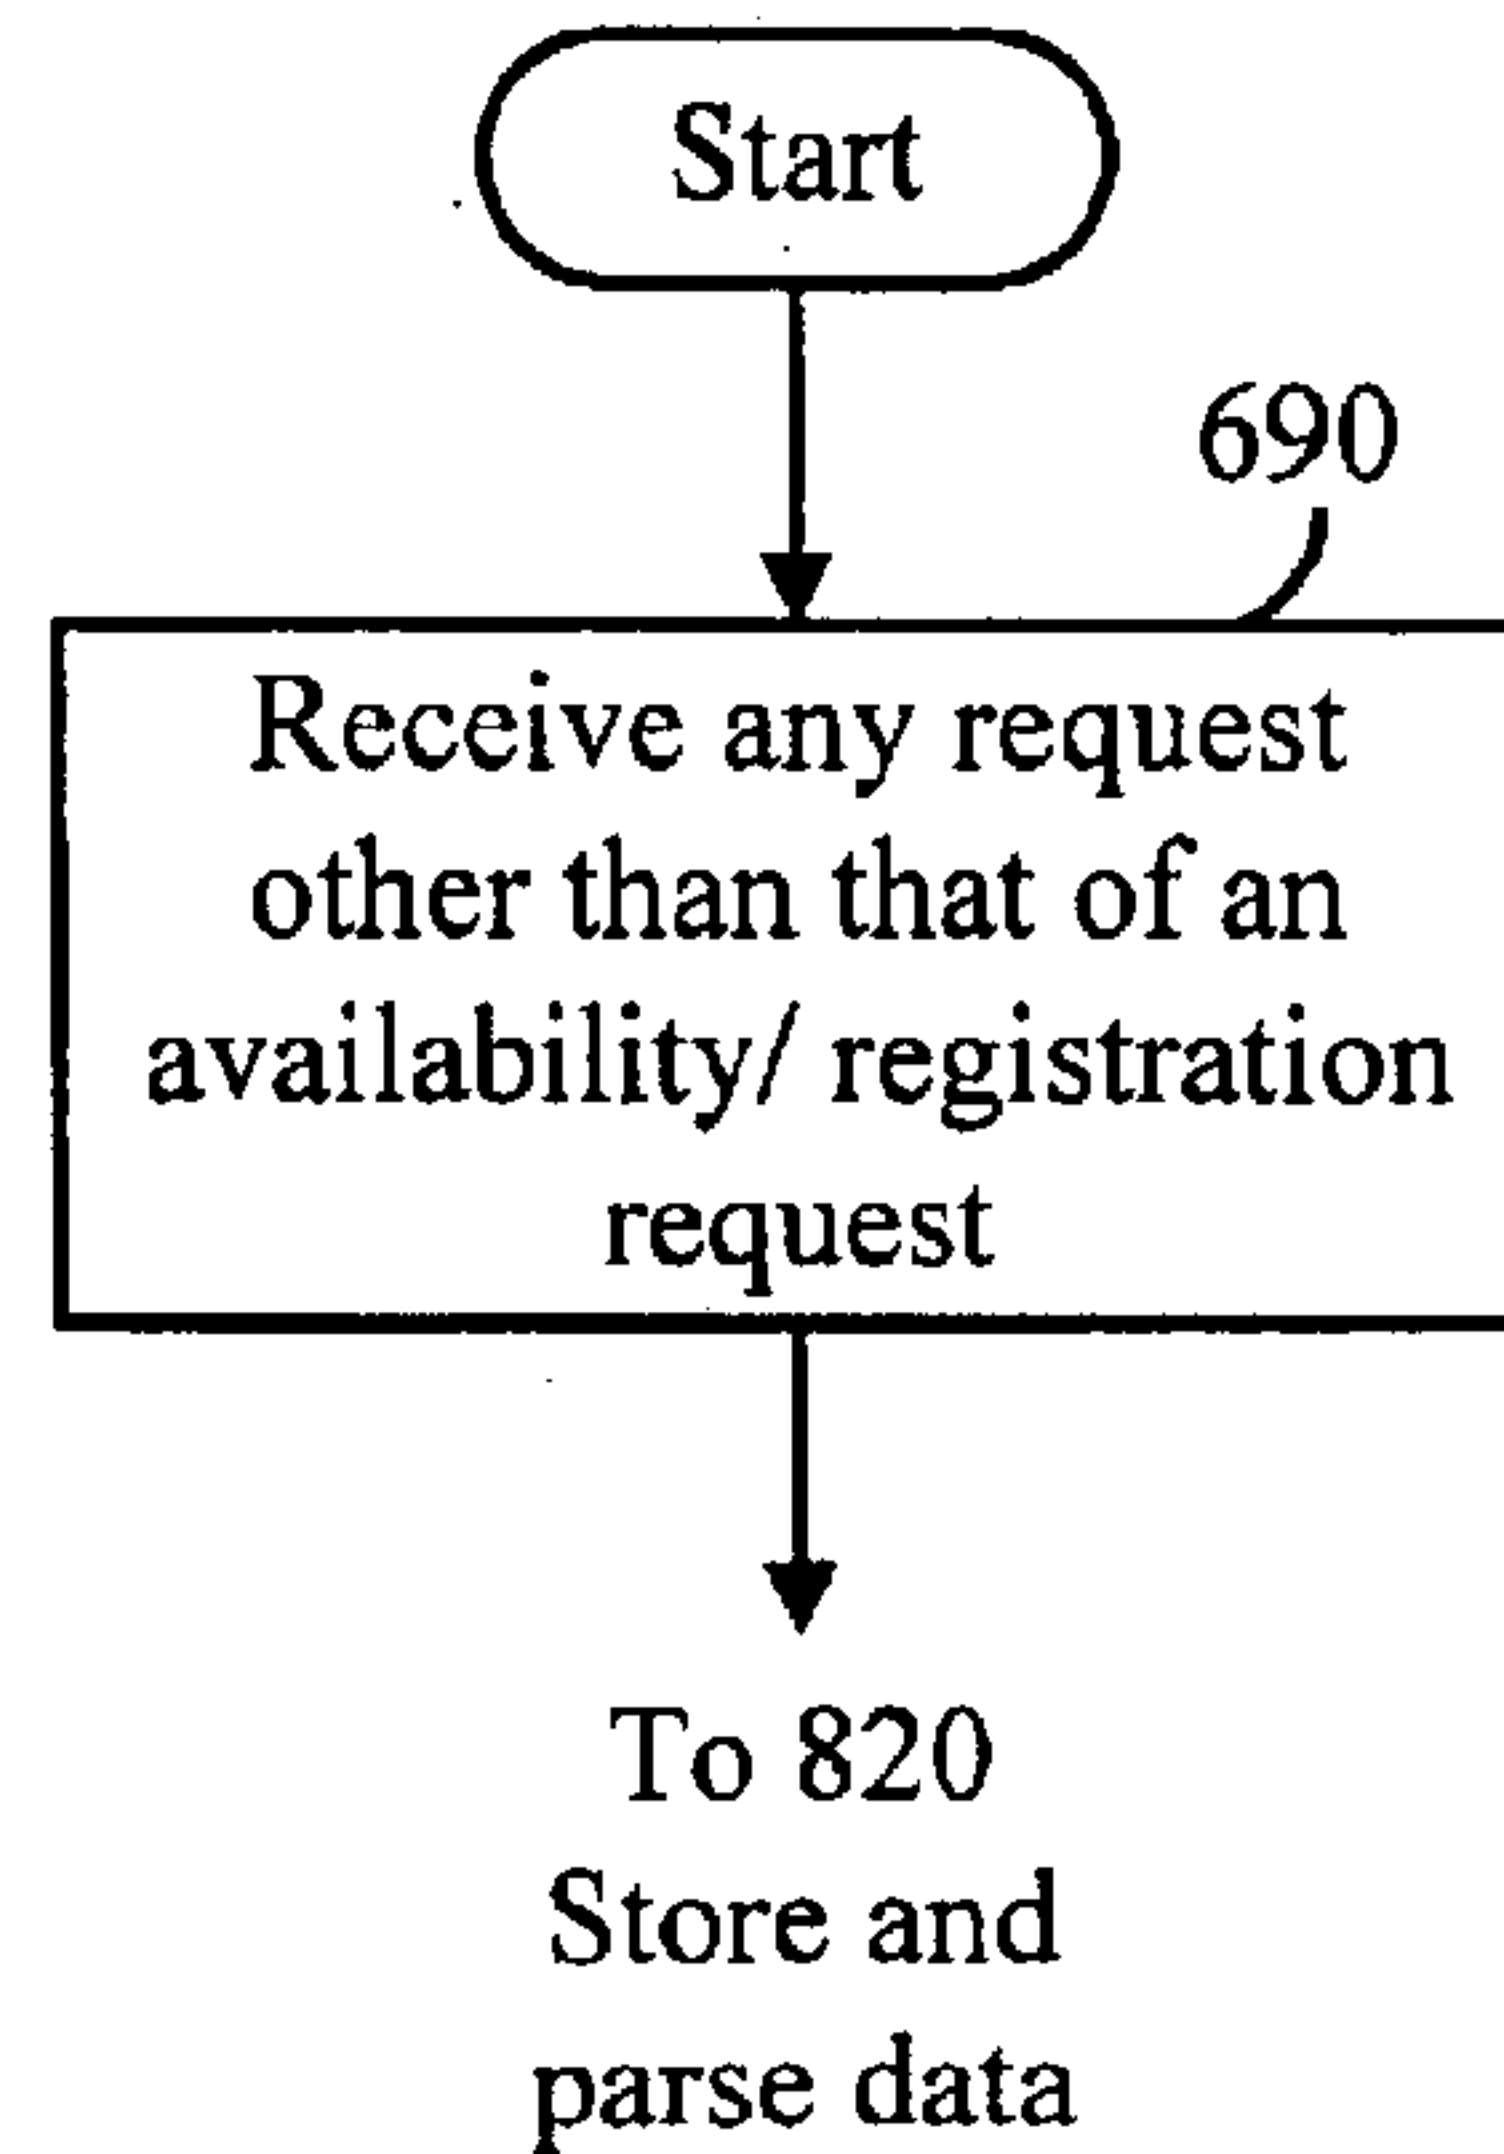 Start
690
Receive any request
other than that of an
availability/ registration
request
To 820
Store and
parse data